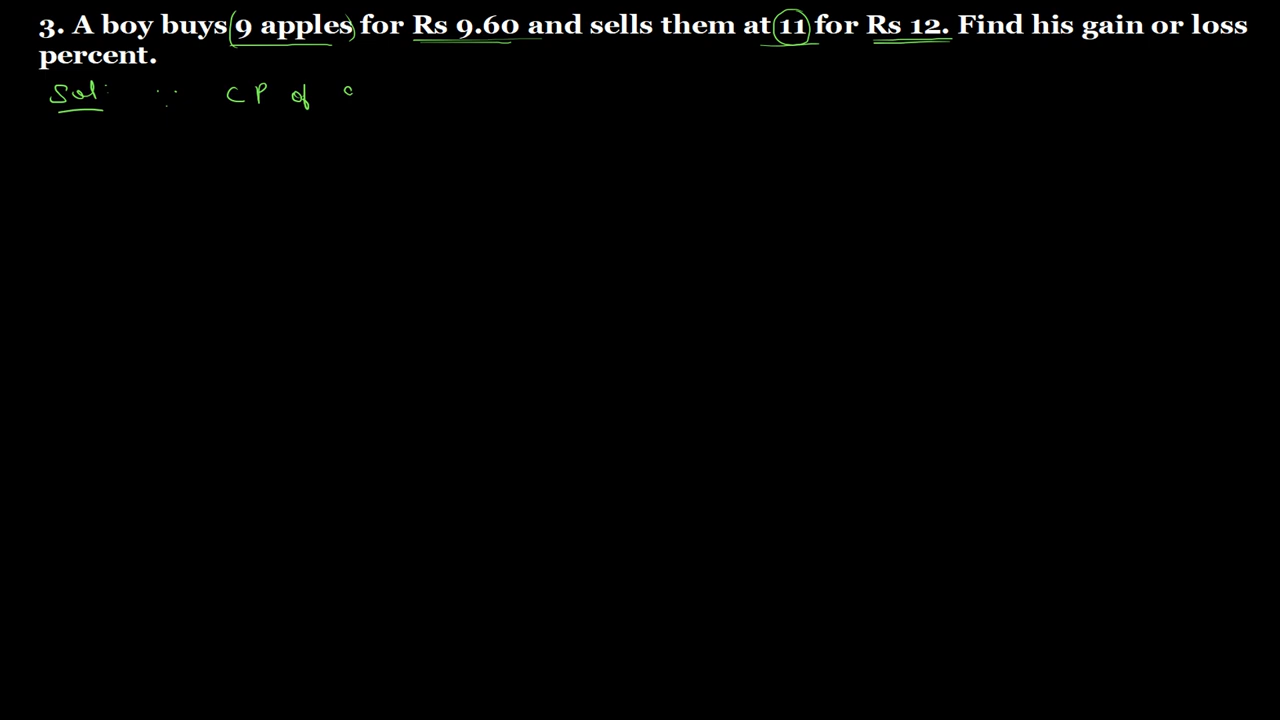 3. A boy buys 9 apples for Rs 9.60 and sells them at 11 for Rs 12. Find his gain or loss
percent.
Sol: ∵ CP of